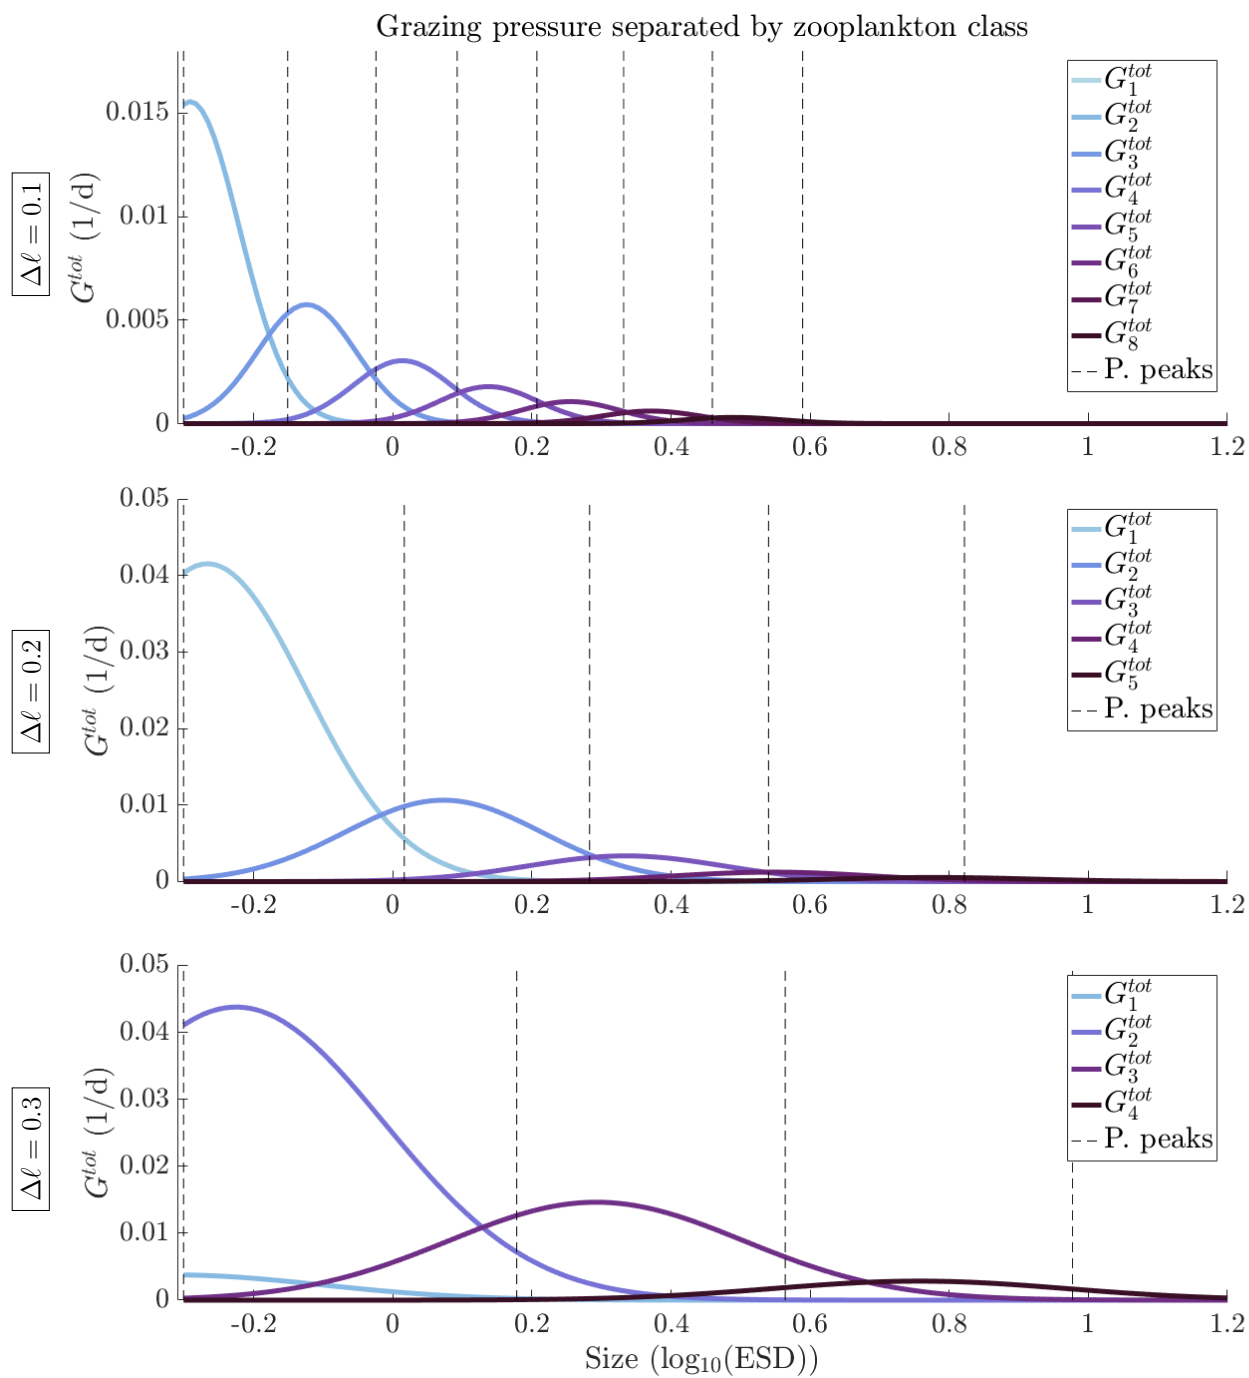 Grazing pressure separated by zooplankton class
Δℓ = 0.1
G^{tot} (1/d)
0.015
0.01
0.005
0
-0.2 0 0.2 0.4 0.6 0.8 1 1.2
G_1^{tot}
G_2^{tot}
G_3^{tot}
G_4^{tot}
G_5^{tot}
G_6^{tot}
G_7^{tot}
G_8^{tot}
P. peaks
Δℓ = 0.2
G^{tot} (1/d)
0.05
0.04
0.03
0.02
0.01
0
-0.2 0 0.2 0.4 0.6 0.8 1 1.2
G_1^{tot}
G_2^{tot}
G_3^{tot}
G_4^{tot}
G_5^{tot}
P. peaks
Δℓ = 0.3
G^{tot} (1/d)
0.05
0.04
0.03
0.02
0.01
0
-0.2 0 0.2 0.4 0.6 0.8 1 1.2
G_1^{tot}
G_2^{tot}
G_3^{tot}
G_4^{tot}
P. peaks
Size (log₁₀(ESD))